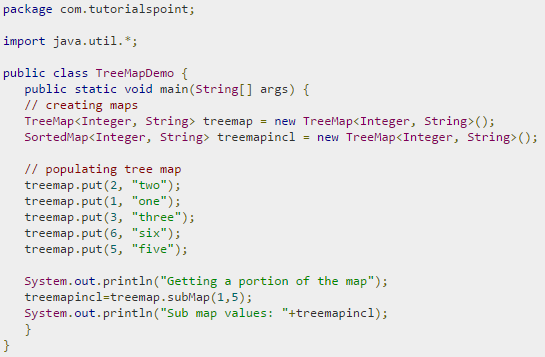 package com.tutorialspoint;

import java.util.*;

public class TreeMapDemo {
   public static void main(String[] args) {
   // creating maps
   TreeMap<Integer, String> treemap = new TreeMap<Integer, String>();
   SortedMap<Integer, String> treemapincl = new TreeMap<Integer, String>();

   // populating tree map
   treemap.put(2, "two");
   treemap.put(1, "one");
   treemap.put(3, "three");
   treemap.put(6, "six");
   treemap.put(5, "five");

   System.out.println("Getting a portion of the map");
   treemapincl=treemap.subMap(1,5);
   System.out.println("Sub map values: "+treemapincl);
   }
}